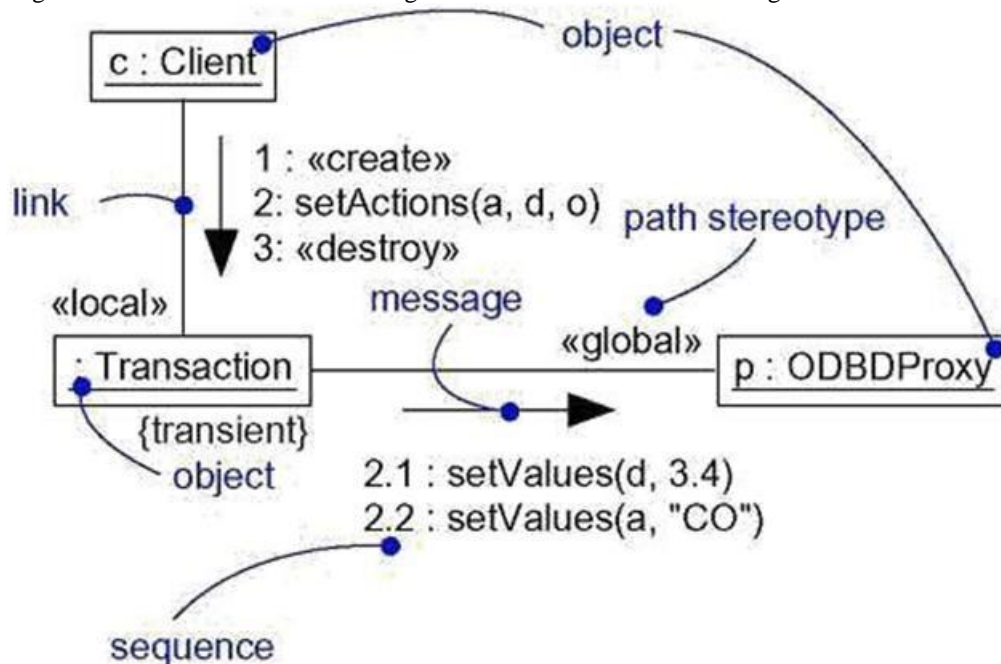 object
c : Client
1 : «create»
link
2: setActions(a, d, o)
path stereotype
3: «destroy»
«local»
message
«global»
: Transaction
p : ODBDProxy
{transient}
object
2.1 : setValues(d, 3.4)
2.2 : setValues(a, "CO")
sequence